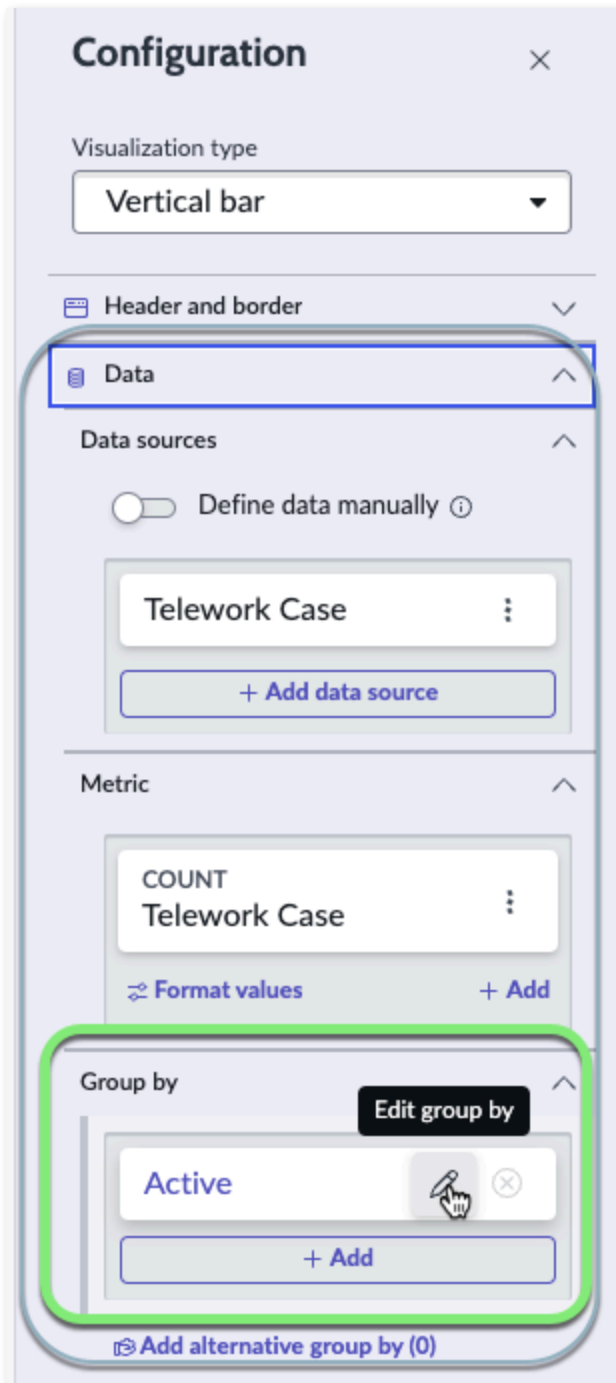 Configuration
Visualization type
Vertical bar
Header and border
Data
Data sources
Define data manually
Telework Case
+ Add data source
Metric
COUNT
Telework Case
Format values + Add
Group by
Edit group by
Active
+ Add
Add alternative group by (0)